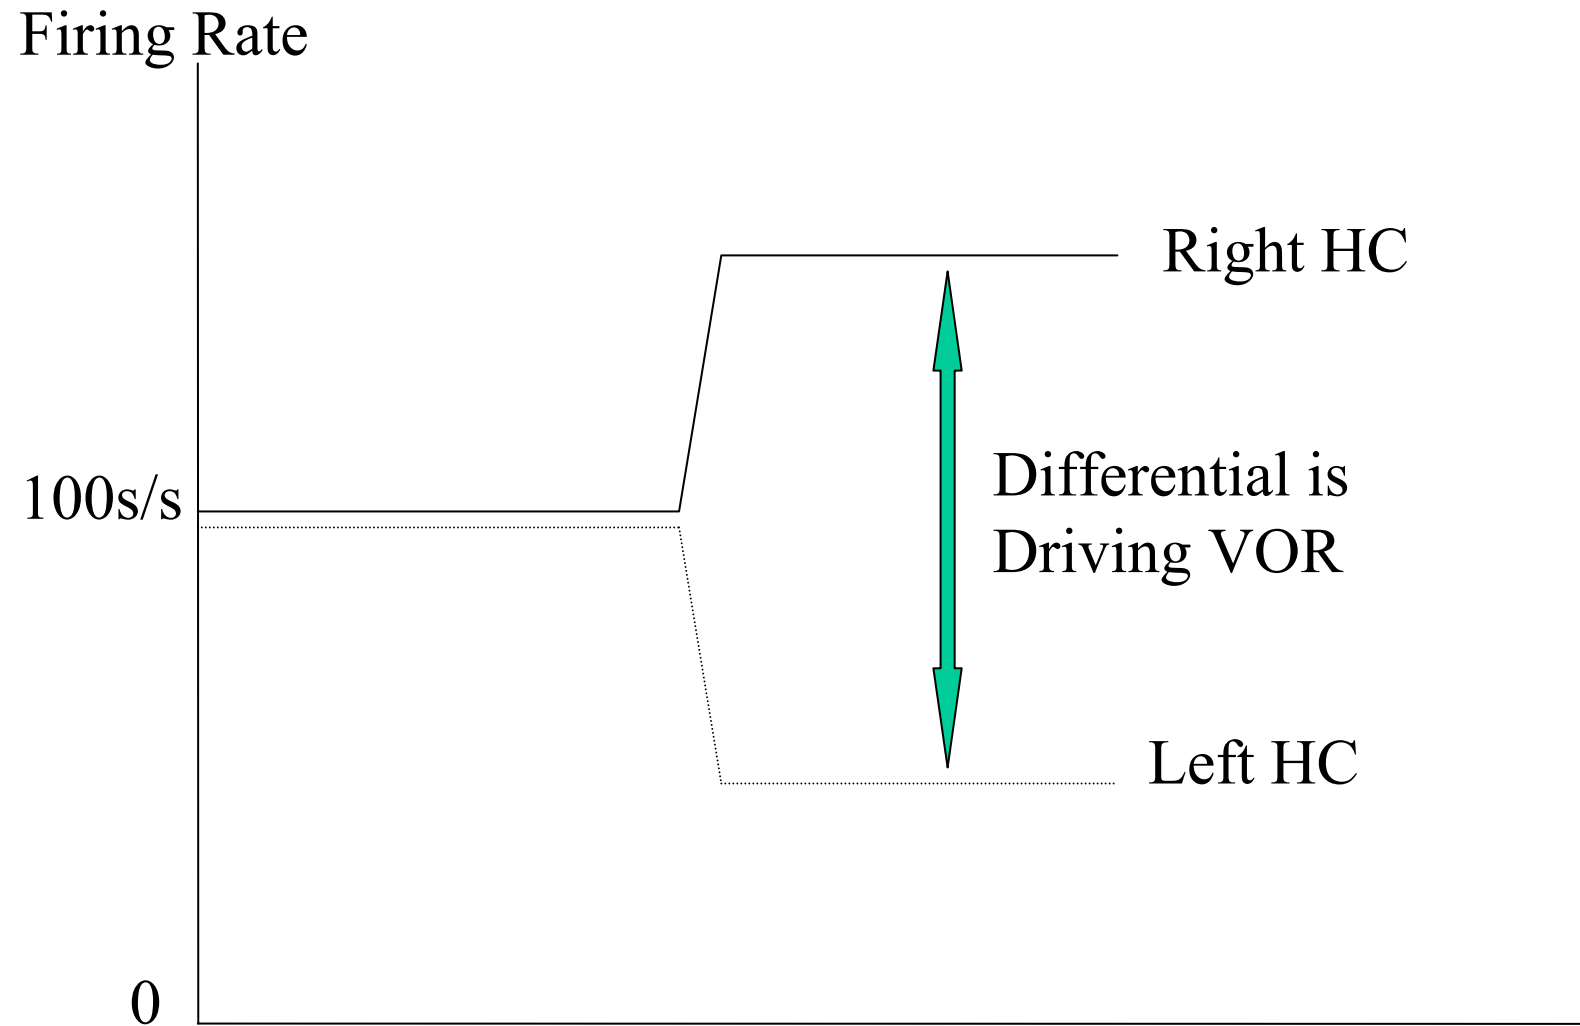 Firing Rate
Right HC
100s/s
Differential is
Driving VOR
Left HC
0